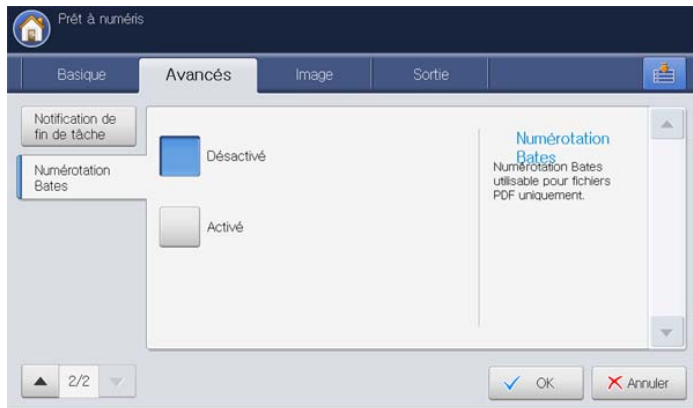 Prêt à numéris
Basique
Avancés
Image
Sortie
Notification de
fin de tâche
Numérotation
Bates
Désactivé
Activé
Numérotation
Bates
Numérotation Bates
utilisable pour fichiers
PDF uniquement.
2/2
OK
Annuler